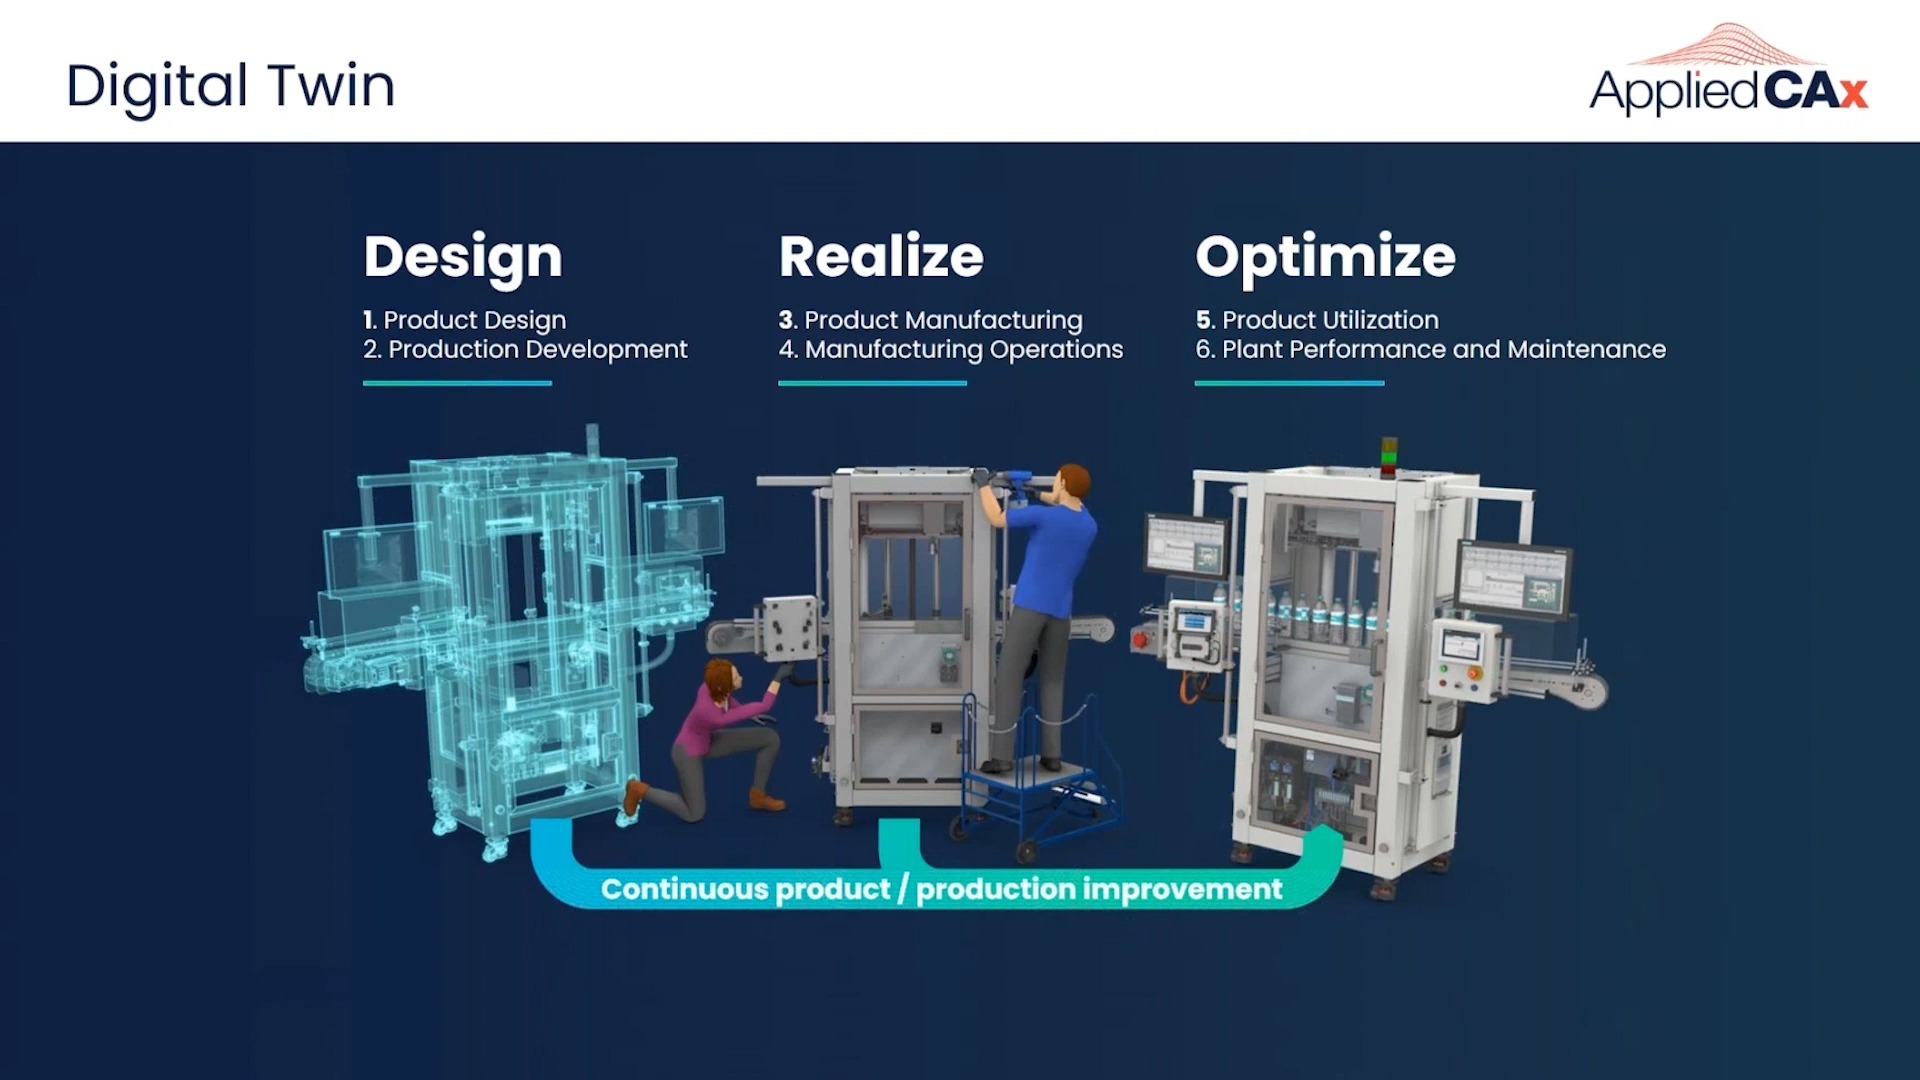 Digital Twin
AppliedCAx
Design
1. Product Design
2. Production Development
Realize
3. Product Manufacturing
4. Manufacturing Operations
Optimize
5. Product Utilization
6. Plant Performance and Maintenance
Continuous product / production improvement